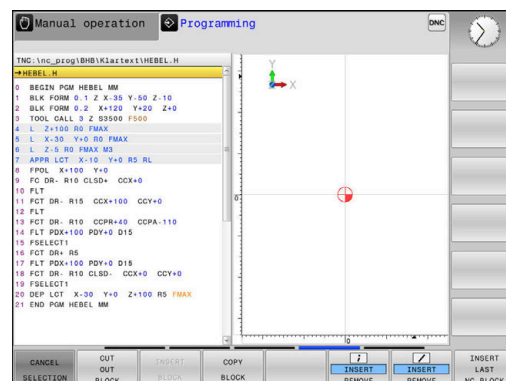 Manual operation
Programming
DNC
TNC:\nc_prog\BHB\Klartext\HEBEL.H
→HEBEL.H
0 BEGIN PGM HEBEL MM
1 BLK FORM 0.1 Z X-35 Y-50 Z-10
2 BLK FORM 0.2 X+120 Y+20 Z+0
3 TOOL CALL 3 Z S3500 F500
4 L Z+100 R0 FMAX
5 L X-30 Y+0 R0 FMAX
6 L Z-5 R0 FMAX M3
7 APPR LCT X-10 Y+0 R5 RL
8 FPOL X+100 Y+0
9 FC DR- R10 CLSD+ CCX+0
10 FLT
11 FCT DR- R15 CCX+100 CCY+0
12 FLT
13 FCT DR- R10 CCPR+40 CCPA-110
14 FLT PDX+100 PDY+0 D15
15 FSELECT1
16 FCT DR+ R5
17 FLT PDX+100 PDY+0 D15
18 FCT DR- R10 CLSD- CCX+0 CCY+0
19 FSELECT1
20 DEP LCT X-30 Y+0 Z+100 R5 FMAX
21 END PGM HEBEL MM
Y
X
0
0
CANCEL
SELECTION
CUT
OUT
BLOCK
INSERT
BLOCK
COPY
BLOCK
INSERT
REMOVE
INSERT
REMOVE
INSERT
LAST
NC BLOCK